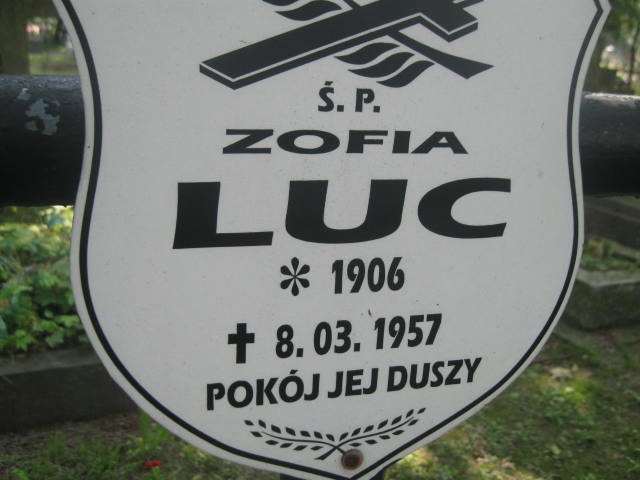 Ś. P.
ZOFIA
LUC
* 1906
✝ 8. 03. 1957
POKÓJ JEJ DUSZY